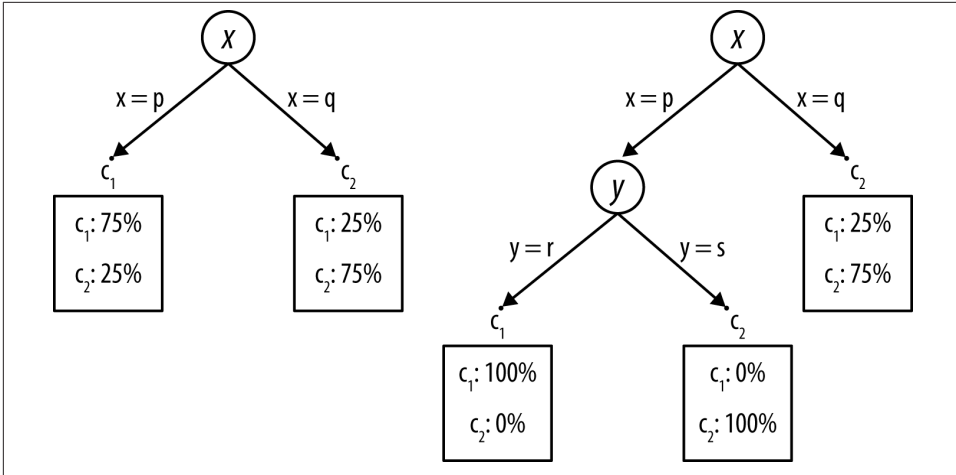 x
x = p
x = q
c₁
c₂
c₁: 75%
c₂: 25%
c₁: 25%
c₂: 75%
x
x = p
x = q
y
c₂
c₁: 25%
c₂: 75%
y = r
y = s
c₁
c₂
c₁: 100%
c₂: 0%
c₁: 0%
c₂: 100%